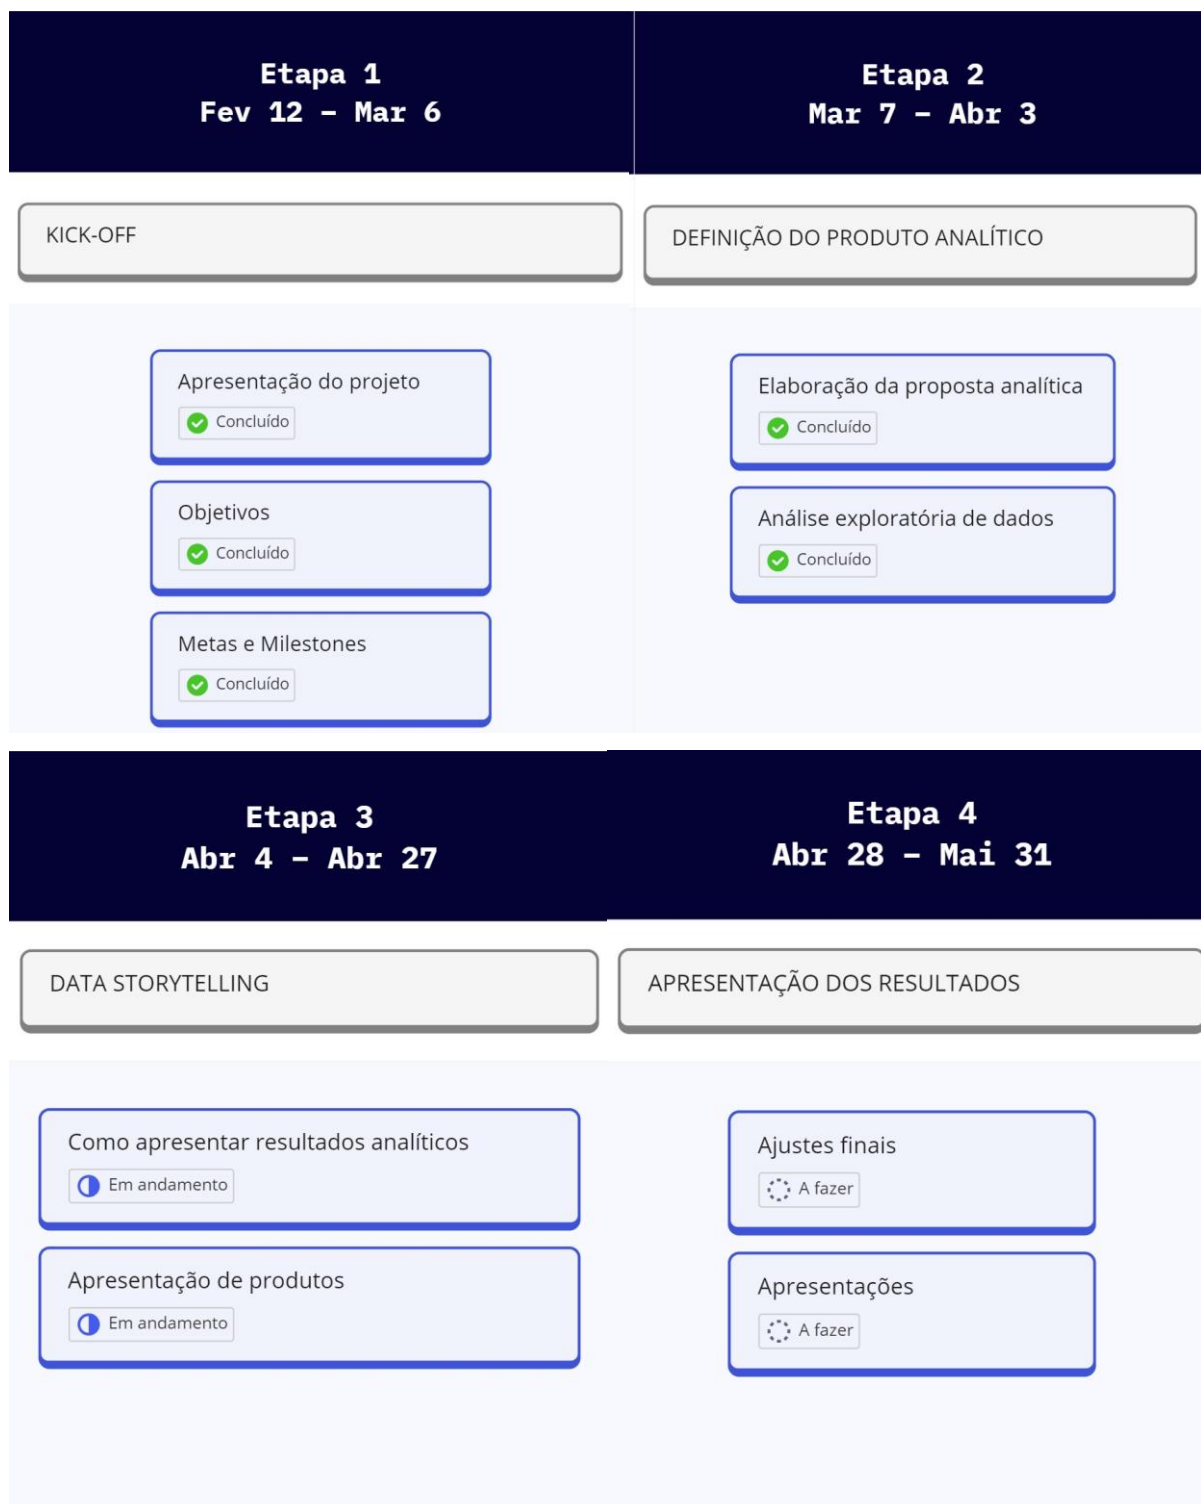 Etapa 1
Fev 12 – Mar 6
KICK-OFF
Apresentação do projeto
Concluído
Objetivos
Concluído
Metas e Milestones
Concluído
Etapa 2
Mar 7 – Abr 3
DEFINIÇÃO DO PRODUTO ANALÍTICO
Elaboração da proposta analítica
Concluído
Análise exploratória de dados
Concluído
Etapa 3
Abr 4 – Abr 27
DATA STORYTELLING
Como apresentar resultados analíticos
Em andamento
Apresentação de produtos
Em andamento
Etapa 4
Abr 28 – Mai 31
APRESENTAÇÃO DOS RESULTADOS
Ajustes finais
A fazer
Apresentações
A fazer